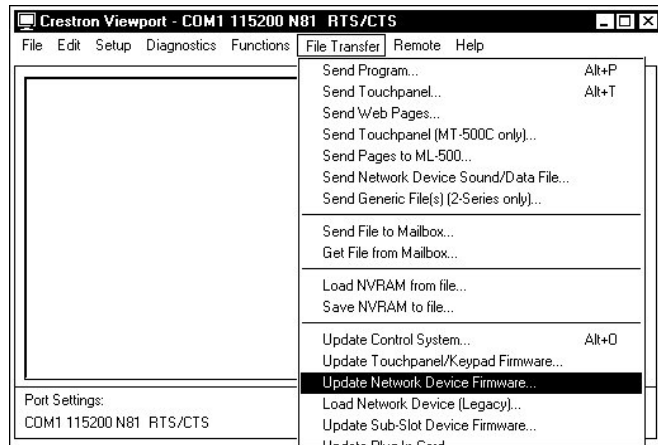 Crestron Viewport - COM1 115200 N81 RTS/CTS
File Edit Setup Diagnostics Functions File Transfer Remote Help
Send Program... Alt+P
Send Touchpanel... Alt+T
Send Web Pages...
Send Touchpanel (MT-500C only)...
Send Pages to ML-500...
Send Network Device Sound/Data File...
Send Generic File(s) (2-Series only)...
Send File to Mailbox...
Get File from Mailbox...
Load NVRAM from file...
Save NVRAM to file...
Update Control System... Alt+O
Update Touchpanel/Keypad Firmware...
Update Network Device Firmware...
Load Network Device (Legacy)...
Update Sub-Slot Device Firmware...
Update Plug In Card
Port Settings:
COM1 115200 N81 RTS/CTS